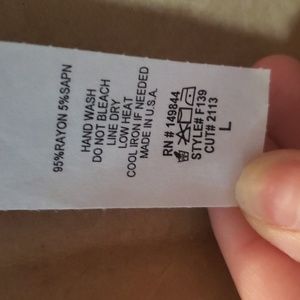 95%RAYON 5%SAPN
HAND WASH
DO NOT BLEACH
LINE DRY
LOW HEAT
COOL IRON IF NEEDED
MADE IN U.S.A.
RN # 149844
STYLE# F139
CUT# 2113
L